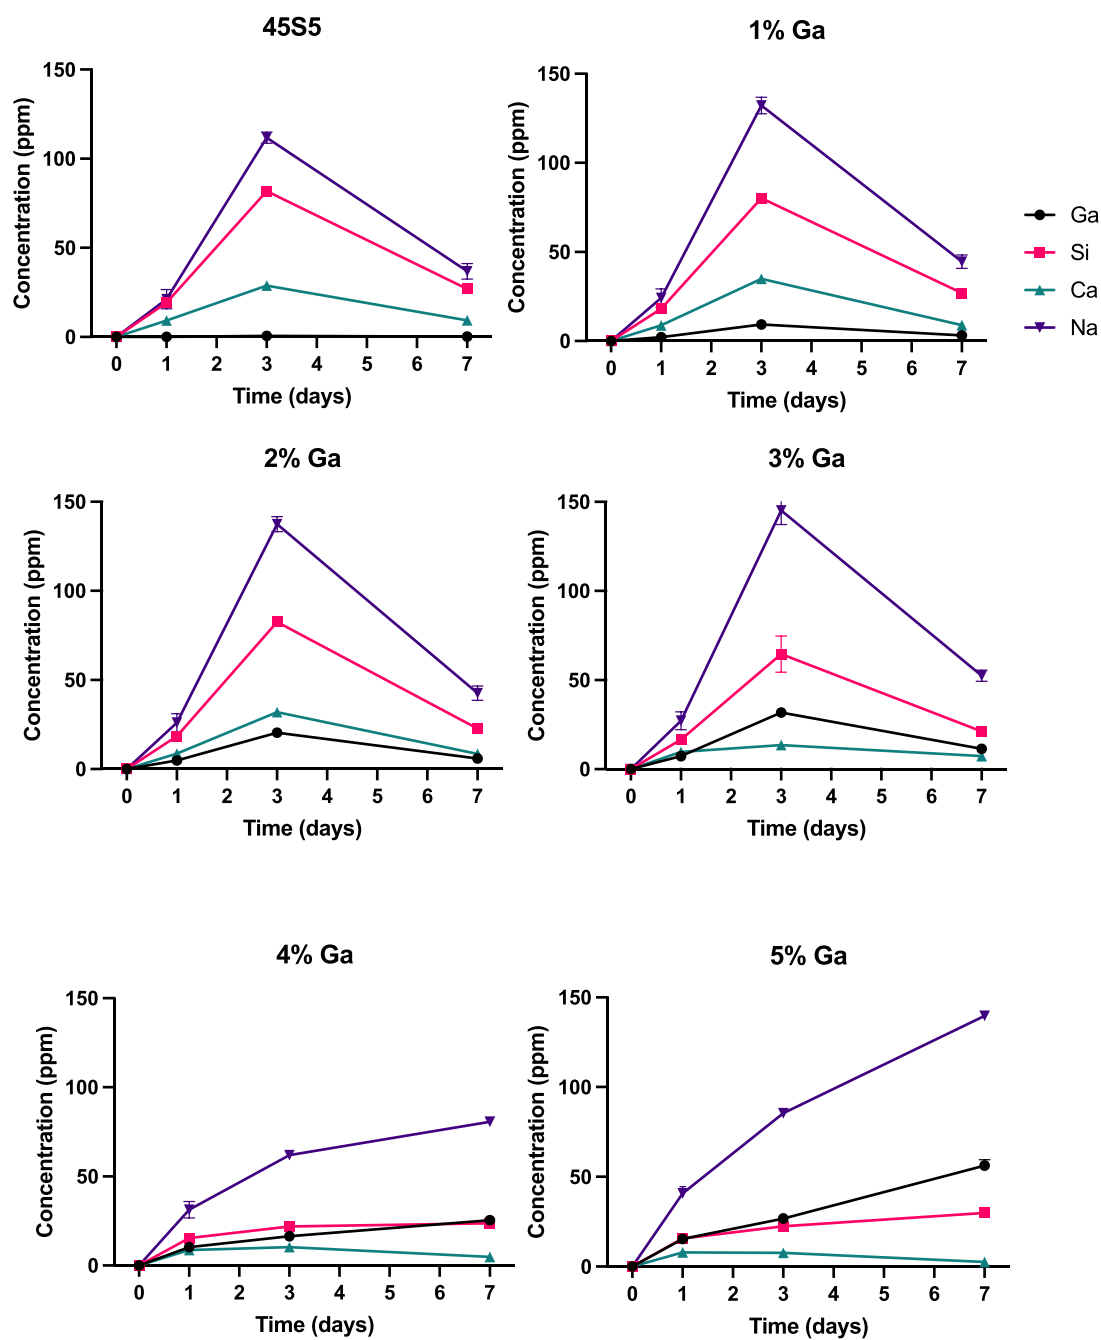 45S5
Concentration (ppm)
150
100
50
0
0 1 2 3 4 5 6 7
Time (days)
1% Ga
Concentration (ppm)
150
100
50
0
0 1 2 3 4 5 6 7
Time (days)
Ga
Si
Ca
Na
2% Ga
Concentration (ppm)
150
100
50
0
0 1 2 3 4 5 6 7
Time (days)
3% Ga
Concentration (ppm)
150
100
50
0
0 1 2 3 4 5 6 7
Time (days)
4% Ga
Concentration (ppm)
150
100
50
0
0 1 2 3 4 5 6 7
Time (days)
5% Ga
Concentration (ppm)
150
100
50
0
0 1 2 3 4 5 6 7
Time (days)